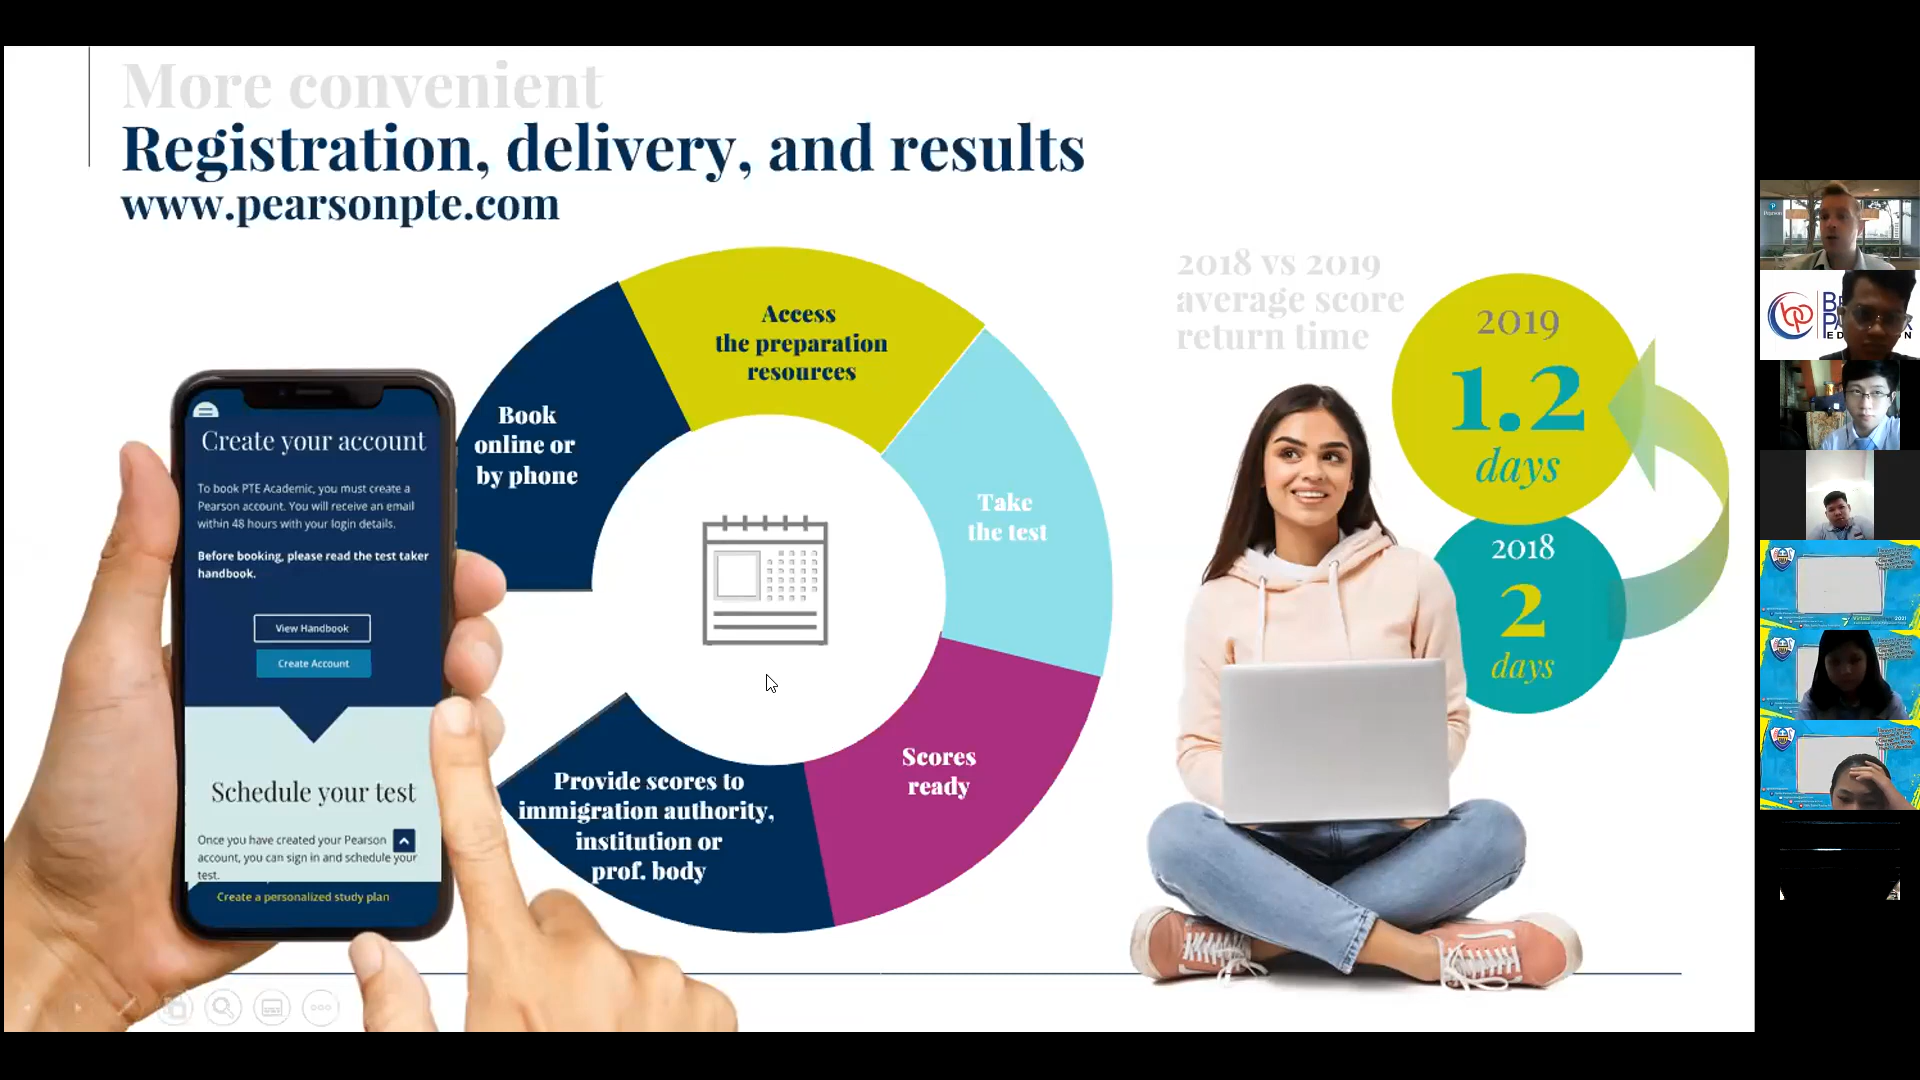 More convenient
Registration, delivery, and results
www.pearsonpte.com
Create your account
To book PTE Academic, you must create a
Pearson account. You will receive an email
within 48 hours with your login details.
Before booking, please read the test taker
handbook.
View Handbook
Create Account
Schedule your test
Once you have created your Pearson
account, you can sign in and schedule your
test.
Create a personalized study plan
Book
online or
by phone
Access
the preparation
resources
Take
the test
Scores
ready
Provide scores to
immigration authority,
institution or
prof. body
2018 vs 2019
average score
return time
2019
1.2
days
2018
2
days